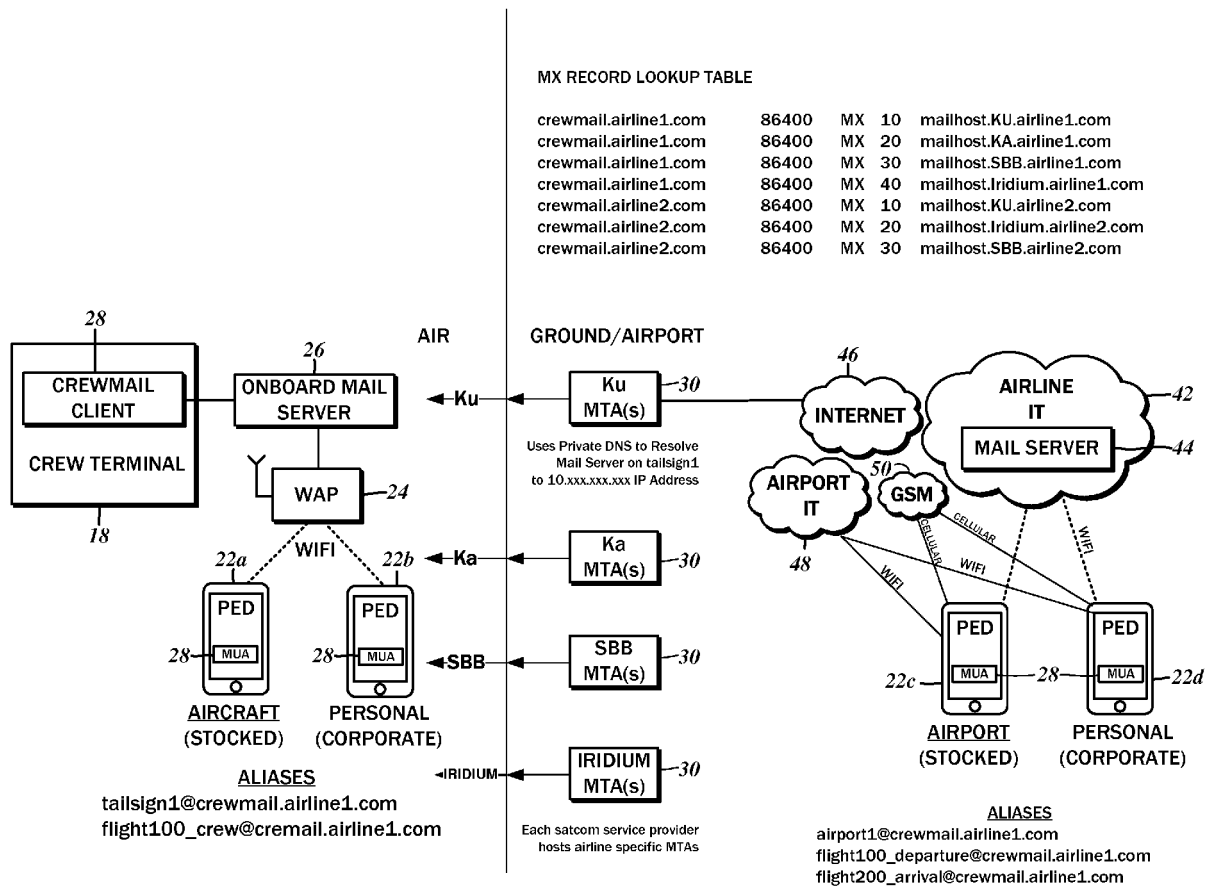 MX RECORD LOOKUP TABLE
crewmail.airline1.com 86400 MX 10 mailhost.KU.airline1.com
crewmail.airline1.com 86400 MX 20 mailhost.KA.airline1.com
crewmail.airline1.com 86400 MX 30 mailhost.SBB.airline1.com
crewmail.airline1.com 86400 MX 40 mailhost.Iridium.airline1.com
crewmail.airline2.com 86400 MX 10 mailhost.KU.airline2.com
crewmail.airline2.com 86400 MX 20 mailhost.Iridium.airline2.com
crewmail.airline2.com 86400 MX 30 mailhost.SBB.airline2.com
AIR
GROUND/AIRPORT
28
CREWMAIL
CLIENT
CREW TERMINAL
18
26
ONBOARD MAIL
SERVER
WAP
24
WIFI
22a
PED
28
MUA
AIRCRAFT
(STOCKED)
22b
PED
28
MUA
PERSONAL
(CORPORATE)
ALIASES
tailsign1@crewmail.airline1.com
flight100_crew@cremail.airline1.com
Ku
Ku
MTA(s)
30
Uses Private DNS to Resolve
Mail Server on tailsign1
to 10.xxx.xxx.xxx IP Address
Ka
Ka
MTA(s)
30
SBB
SBB
MTA(s)
30
IRIDIUM
IRIDIUM
MTA(s)
30
Each satcom service provider
hosts airline specific MTAs
46
INTERNET
AIRLINE
IT
42
MAIL SERVER
44
50
GSM
AIRPORT
IT
48
CELLULAR
CELLULAR
WIFI
WIFI
WIFI
PED
MUA
22c
28
AIRPORT
(STOCKED)
PED
MUA
22d
PERSONAL
(CORPORATE)
ALIASES
airport1@crewmail.airline1.com
flight100_departure@crewmail.airline1.com
flight200_arrival@crewmail.airline1.com